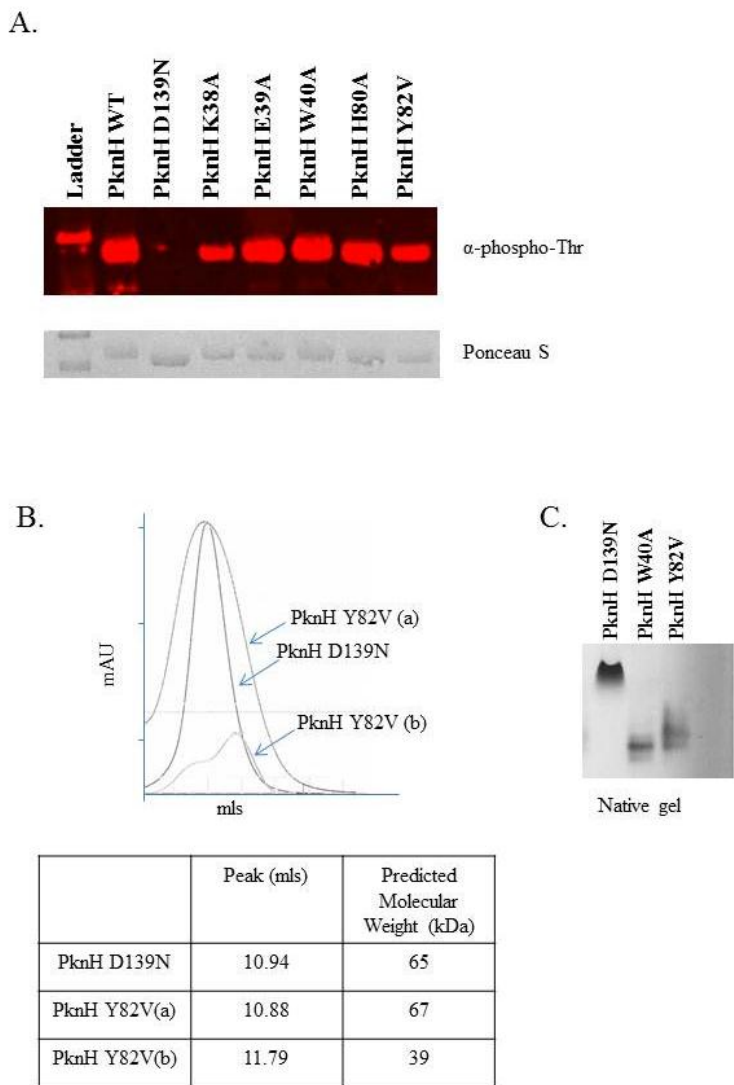 A.
Ladder
PknH WT
PknH D139N
PknH K38A
PknH E39A
PknH W40A
PknH H80A
PknH Y82V
α-phospho-Thr
Ponceau S
B.
mAU
PknH Y82V (a)
PknH D139N
PknH Y82V (b)
mls
C.
PknH D139N
PknH W40A
PknH Y82V
Native gel
Peak (mls)
Predicted
Molecular
Weight (kDa)
PknH D139N 10.94 65
PknH Y82V(a) 10.88 67
PknH Y82V(b) 11.79 39